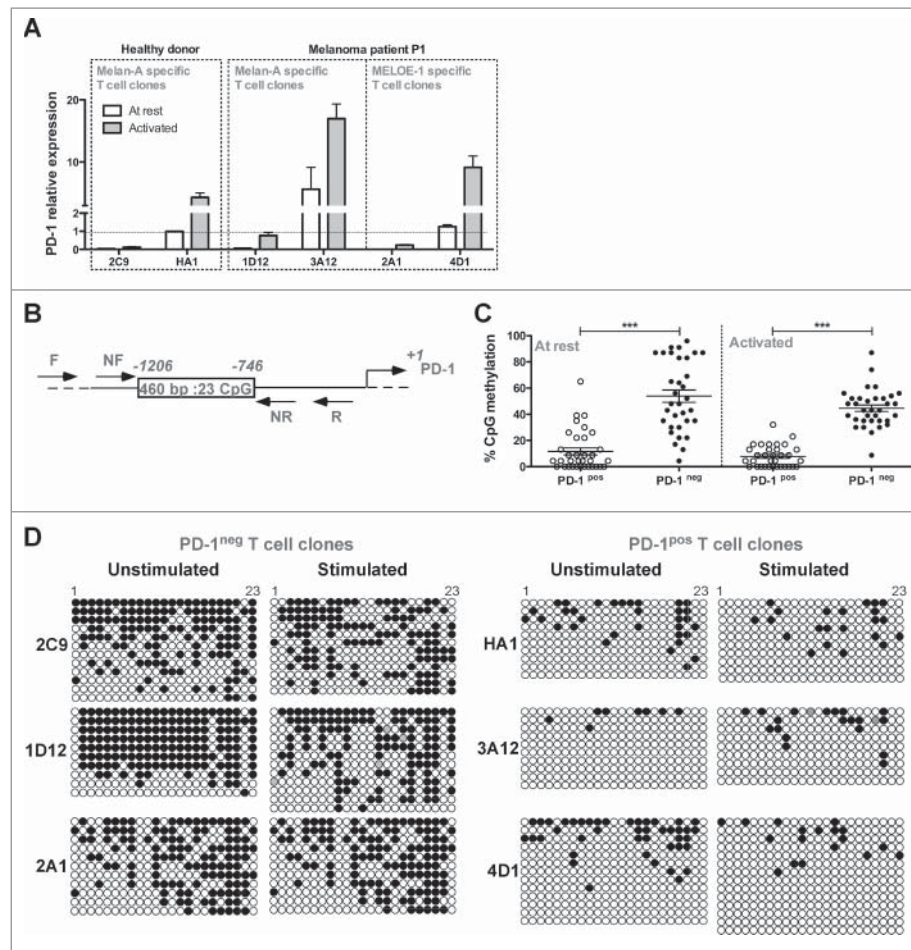 A
Healthy donor Melanoma patient P1
Melan-A specific T cell clones
Melan-A specific T cell clones
MELOE-1 specific T cell clones
At rest
Activated
PD-1 relative expression
20
10
2
1
0
2C9 HA1 1D12 3A12 2A1 4D1
B
F NF -1206 -746 +1
PD-1
460 bp :23 CpG
NR R
C
*** ***
At rest Activated
% CpG methylation
100
80
60
40
20
0
PD-1 pos PD-1 neg PD-1 pos PD-1 neg
D
PD-1neg T cell clones PD-1pos T cell clones
Unstimulated Stimulated Unstimulated Stimulated
1 23 1 23 1 23 1 23
2C9 HA1
1D12 3A12
2A1 4D1